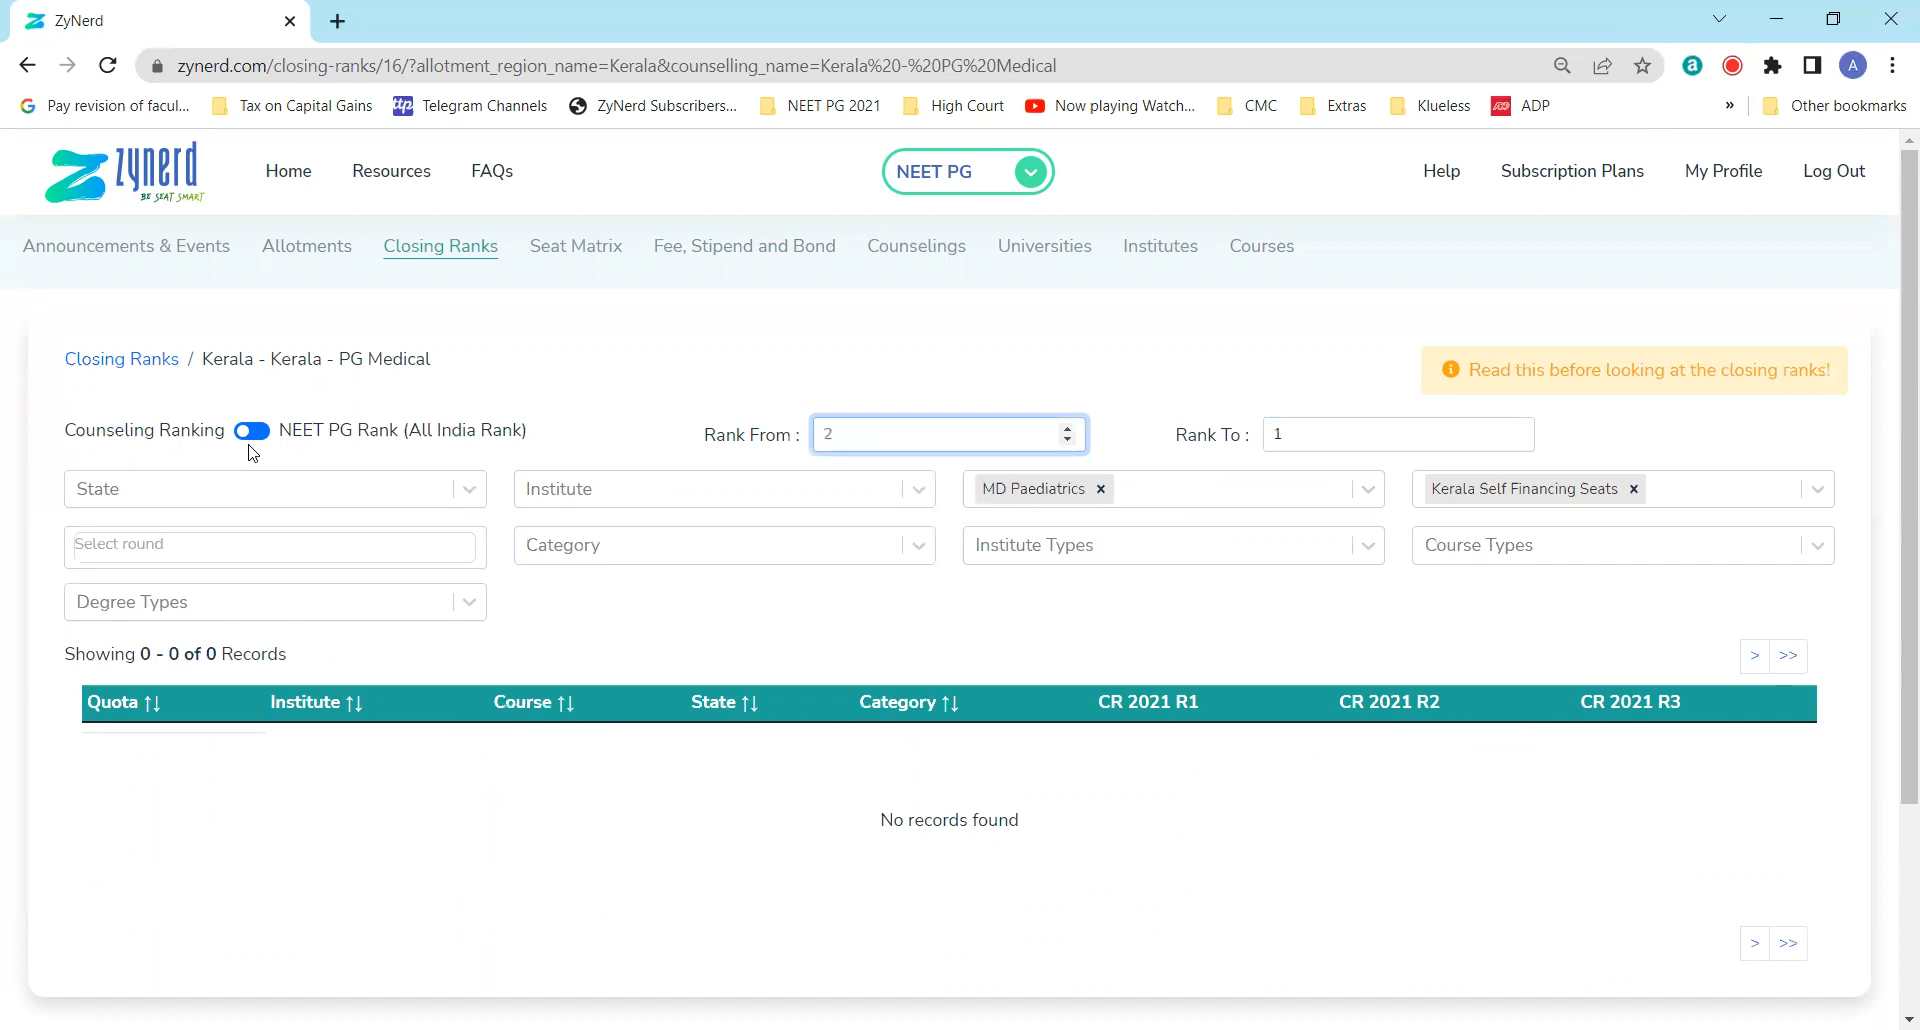 ZyNerd
zynerd.com/closing-ranks/16/?allotment_region_name=Kerala&counselling_name=Kerala%20-%20PG%20Medical
A
Pay revision of facul... Tax on Capital Gains ttp Telegram Channels ZyNerd Subscribers... NEET PG 2021 High Court Now playing Watch... CMC Extras Klueless ADP » Other bookmarks
zynerd
BE SEAT SMART
Home Resources FAQs NEET PG Help Subscription Plans My Profile Log Out
Announcements & Events Allotments Closing Ranks Seat Matrix Fee, Stipend and Bond Counselings Universities Institutes Courses
Closing Ranks / Kerala - Kerala - PG Medical
Read this before looking at the closing ranks!
Counseling Ranking NEET PG Rank (All India Rank) Rank From : 2 Rank To : 1
State Institute MD Paediatrics × Kerala Self Financing Seats ×
Select round Category Institute Types Course Types
Degree Types
Showing 0 - 0 of 0 Records
> >>
Quota ↑↓ Institute ↑↓ Course ↑↓ State ↑↓ Category ↑↓ CR 2021 R1 CR 2021 R2 CR 2021 R3
No records found
> >>